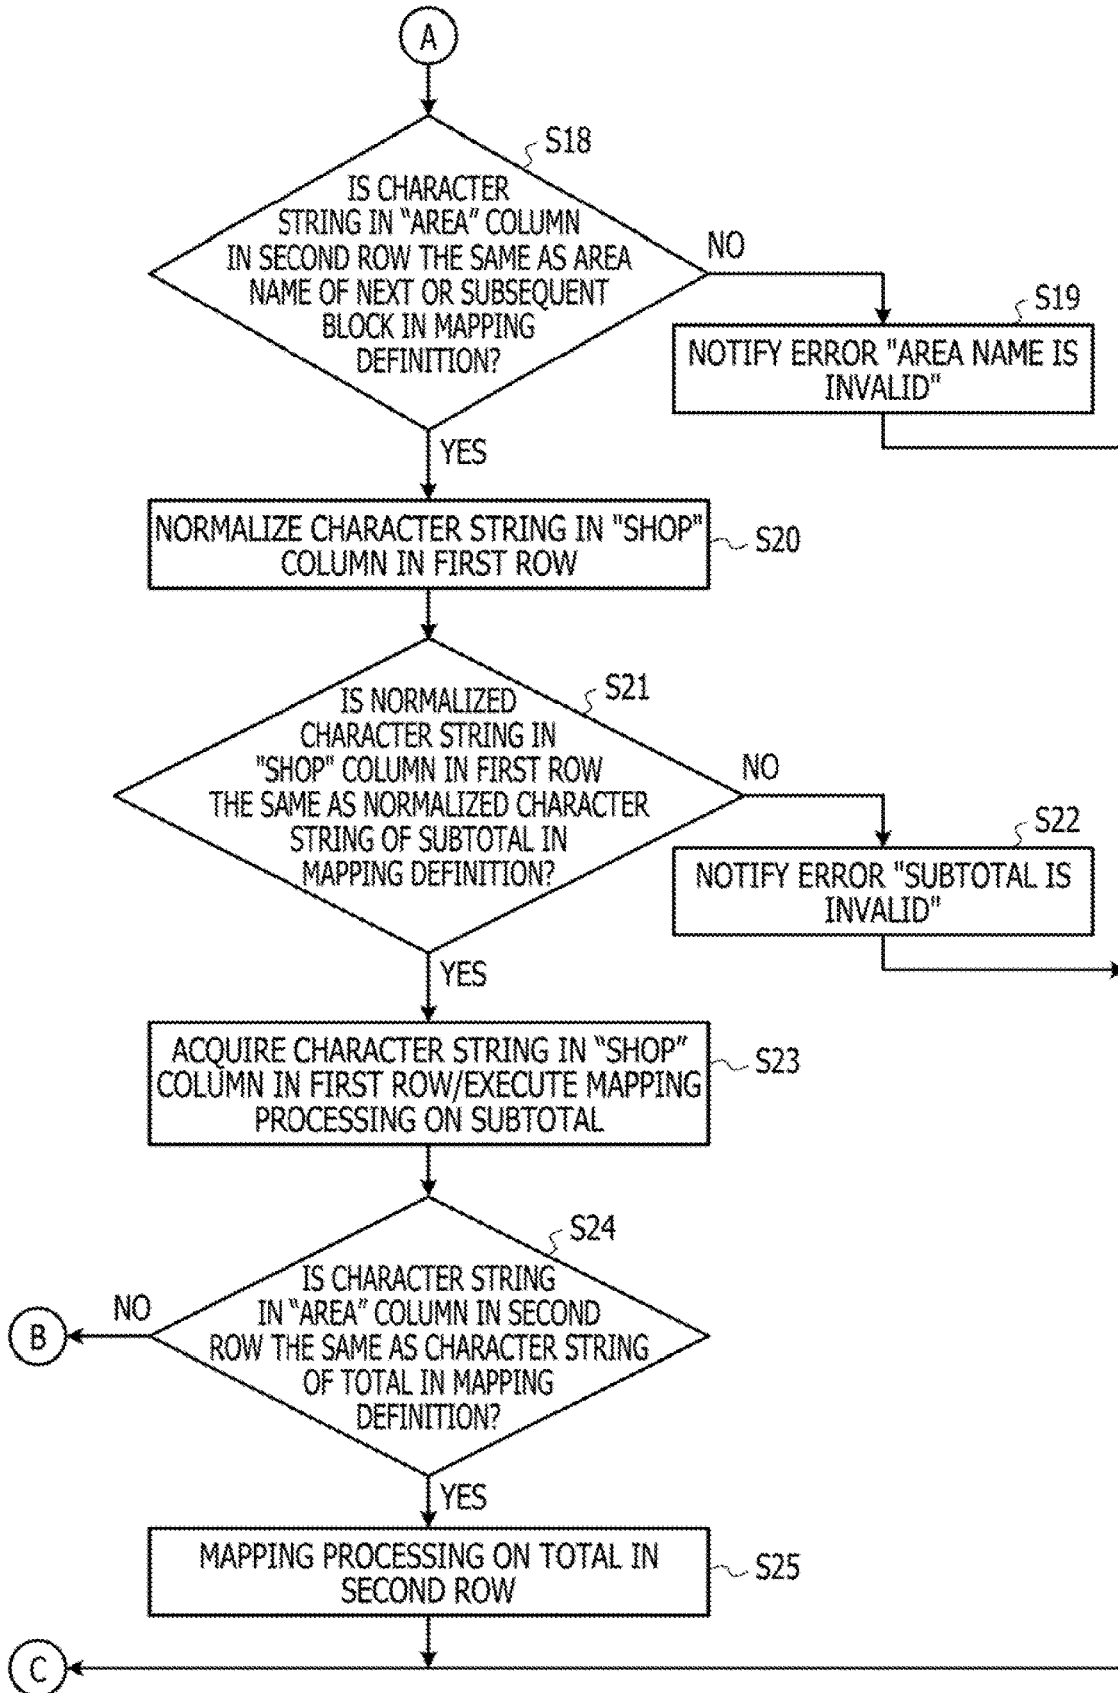 A
S18
IS CHARACTER
STRING IN “AREA” COLUMN
IN SECOND ROW THE SAME AS AREA
NAME OF NEXT OR SUBSEQUENT
BLOCK IN MAPPING
DEFINITION?
NO
S19
NOTIFY ERROR "AREA NAME IS
INVALID"
YES
NORMALIZE CHARACTER STRING IN "SHOP"
COLUMN IN FIRST ROW
S20
S21
IS NORMALIZED
CHARACTER STRING IN
"SHOP" COLUMN IN FIRST ROW
THE SAME AS NORMALIZED CHARACTER
STRING OF SUBTOTAL IN
MAPPING DEFINITION?
NO
S22
NOTIFY ERROR "SUBTOTAL IS
INVALID"
YES
ACQUIRE CHARACTER STRING IN “SHOP”
COLUMN IN FIRST ROW/EXECUTE MAPPING
PROCESSING ON SUBTOTAL
S23
S24
IS CHARACTER STRING
IN “AREA” COLUMN IN SECOND
ROW THE SAME AS CHARACTER STRING
OF TOTAL IN MAPPING
DEFINITION?
NO
B
YES
MAPPING PROCESSING ON TOTAL IN
SECOND ROW
S25
C